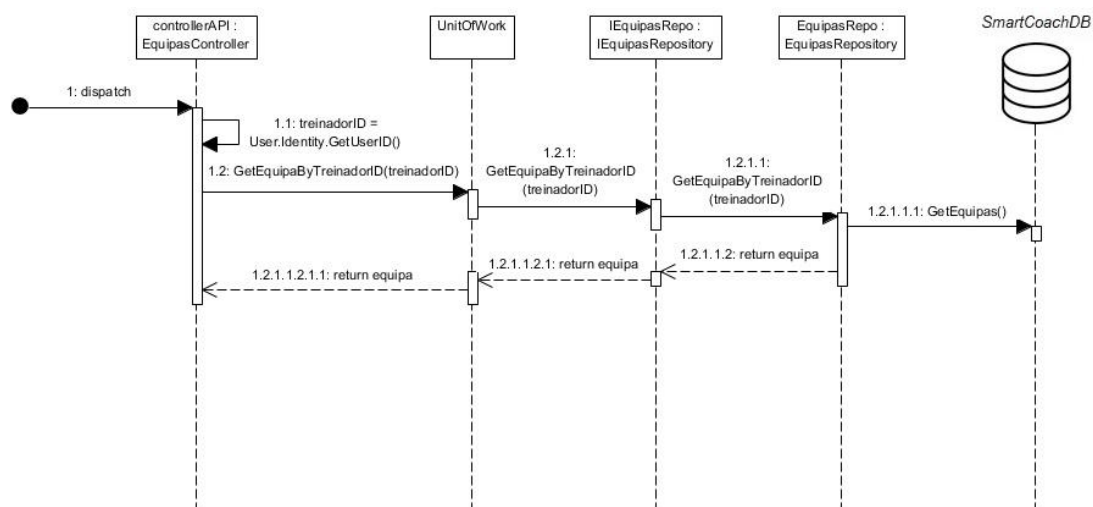 controllerAPI :
EquipasController
UnitOfWork
IEquipasRepo :
IEquipasRepository
EquipasRepo :
EquipasRepository
SmartCoachDB
1: dispatch
1.1: treinadorID =
User.Identity.GetUserID()
1.2: GetEquipaByTreinadorID(treinadorID)
1.2.1:
GetEquipaByTreinadorID
(treinadorID)
1.2.1.1:
GetEquipaByTreinadorID
(treinadorID)
1.2.1.1.1: GetEquipas()
1.2.1.1.2: return equipa
1.2.1.1.2.1: return equipa
1.2.1.1.2.1.1: return equipa